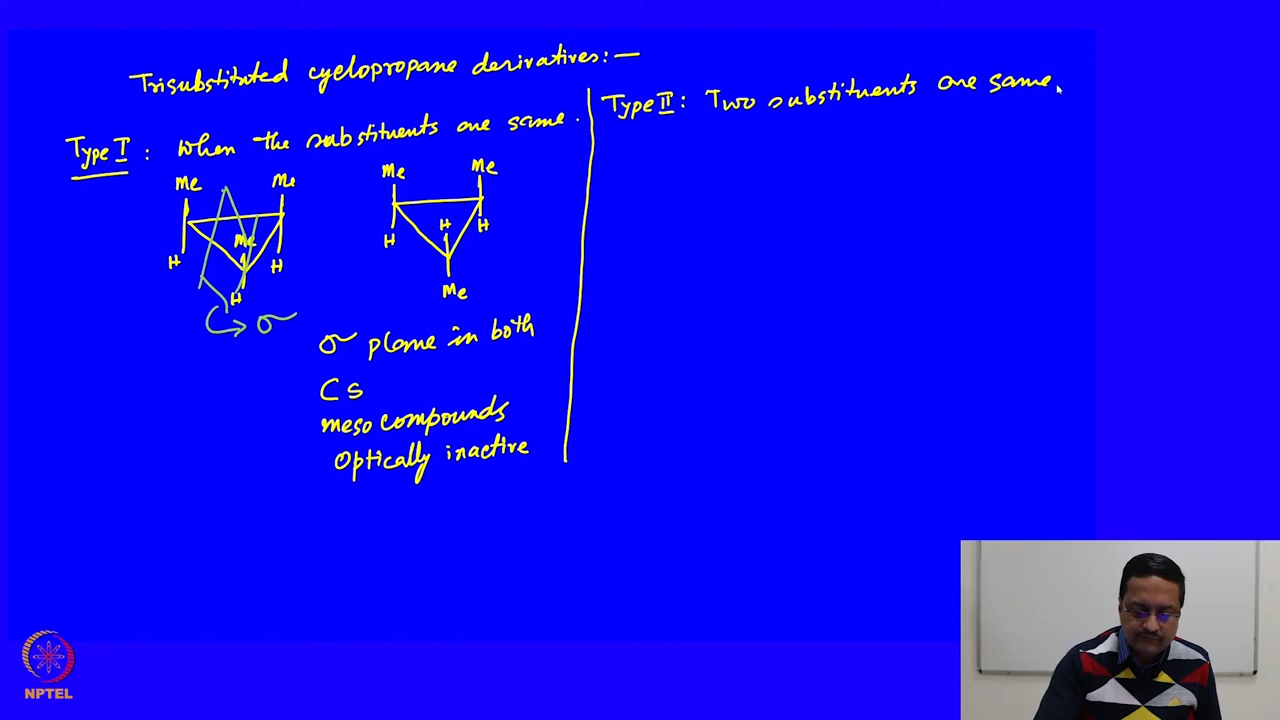 Trisubstituted cyclopropane derivatives:—
Type I : When the substituents are same.
Me Me
Me
H H
H
Me Me
H
H H
Me
σ
σ plane in both
Cs
meso compounds
Optically inactive
Type II : Two substituents are same.
NPTEL